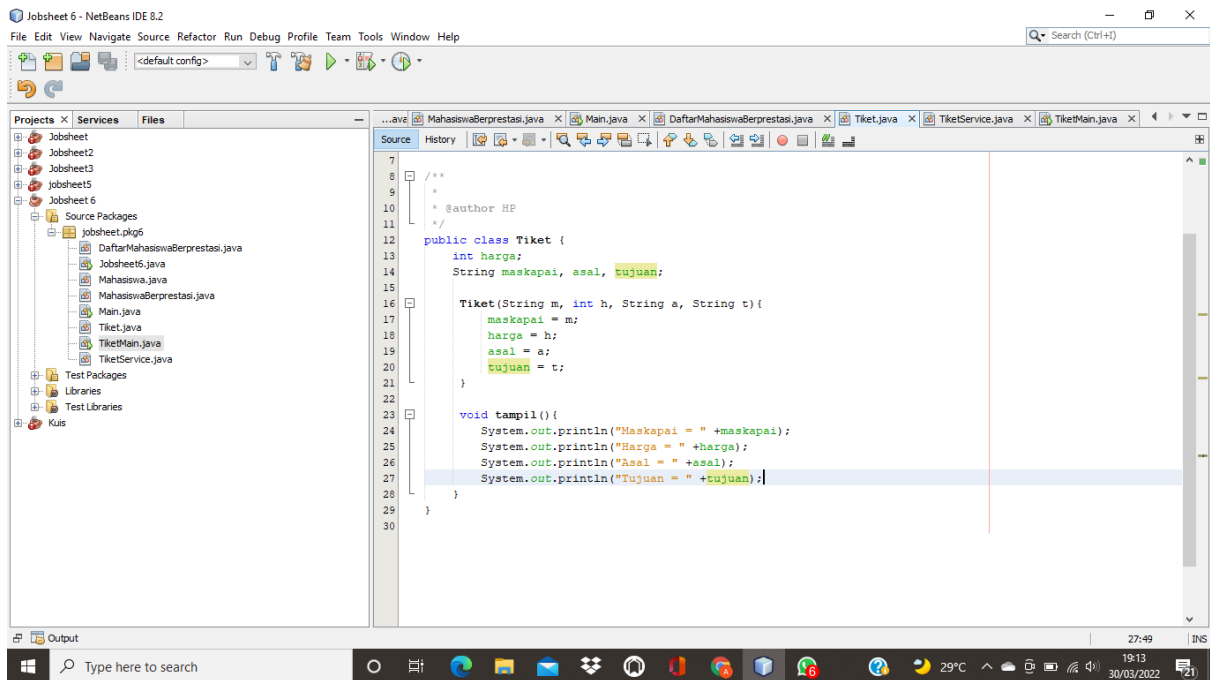 Jobsheet 6 - NetBeans IDE 8.2
File Edit View Navigate Source Refactor Run Debug Profile Team Tools Window Help
Search (Ctrl+I)
<default config>
Projects Services Files
...ava MahasiswaBerprestasi.java Main.java DaftarMahasiswaBerprestasi.java Tiket.java TiketService.java TiketMain.java
Source History
Jobsheet
Jobsheet2
Jobsheet3
jobsheet5
Jobsheet 6
Source Packages
jobsheet.pkg6
DaftarMahasiswaBerprestasi.java
Jobsheet6.java
Mahasiswa.java
MahasiswaBerprestasi.java
Main.java
Tiket.java
TiketMain.java
TiketService.java
Test Packages
Libraries
Test Libraries
Kuis
7
8 /**
9 *
10 * @author HP
11 */
12 public class Tiket {
13 int harga;
14 String maskapai, asal, tujuan;
15
16 Tiket(String m, int h, String a, String t){
17 maskapai = m;
18 harga = h;
19 asal = a;
20 tujuan = t;
21 }
22
23 void tampil(){
24 System.out.println("Maskapai = " +maskapai);
25 System.out.println("Harga = " +harga);
26 System.out.println("Asal = " +asal);
27 System.out.println("Tujuan = " +tujuan);
28 }
29 }
30
Output
27:49 INS
Type here to search
29°C
19:13
30/03/2022
21
6